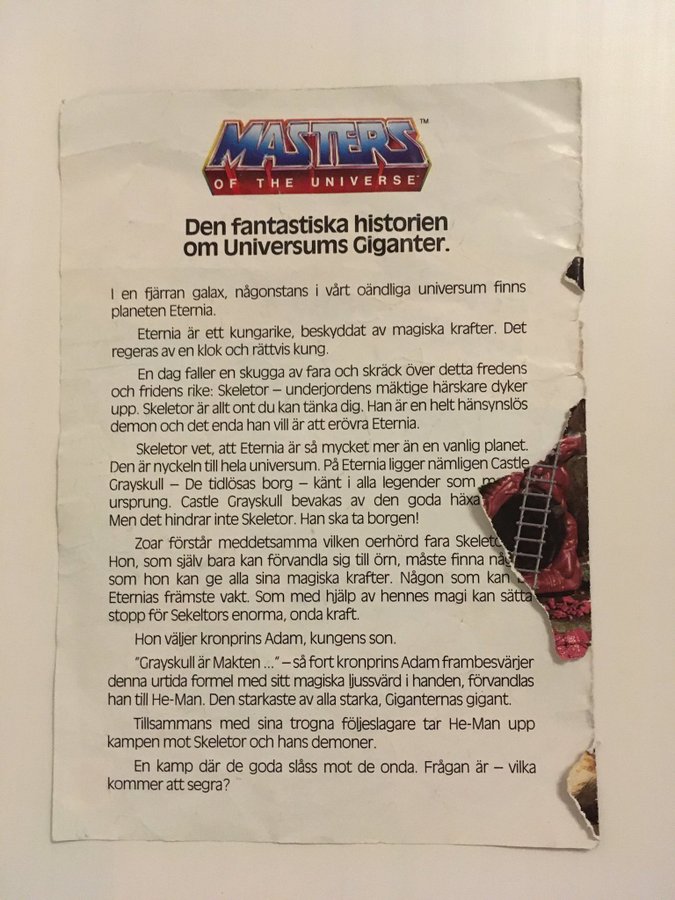 MASTERS™
OF THE UNIVERSE™
Den fantastiska historien
om Universums Giganter.
I en fjärran galax, någonstans i vårt oändliga universum finns
planeten Eternia.
Eternia är ett kungarike, beskyddat av magiska krafter. Det
regeras av en klok och rättvis kung.
En dag faller en skugga av fara och skräck över detta fredens
och fridens rike: Skeletor – underjordens mäktige härskare dyker
upp. Skeletor är allt ont du kan tänka dig. Han är en helt hänsynslös
demon och det enda han vill är att erövra Eternia.
Skeletor vet, att Eternia är så mycket mer än en vanlig planet.
Den är nyckeln till hela universum. På Eternia ligger nämligen Castle
Grayskull – De tidlösas borg – känt i alla legender som
ursprung. Castle Grayskull bevakas av den goda häxa
Men det hindrar inte Skeletor. Han ska ta borgen!
Zoar förstår meddetsamma vilken oerhörd fara
Hon, som själv bara kan förvandla sig till örn, måste finna
som hon kan ge alla sina magiska krafter. Någon som kan
Eternias främste vakt. Som med hjälp av hennes magi kan sätta
stopp för Sekeltors enorma, onda kraft.
Hon väljer kronprins Adam, kungens son.
"Grayskull är Makten ..." – så fort kronprins Adam frambesvärjer
denna urtida formel med sitt magiska ljussvärd i handen, förvandlas
han till He-Man. Den starkaste av alla starka, Giganternas gigant.
Tillsammans med sina trogna följeslagare tar He-Man upp
kampen mot Skeletor och hans demoner.
En kamp där de goda slåss mot de onda. Frågan är – vilka
kommer att segra?